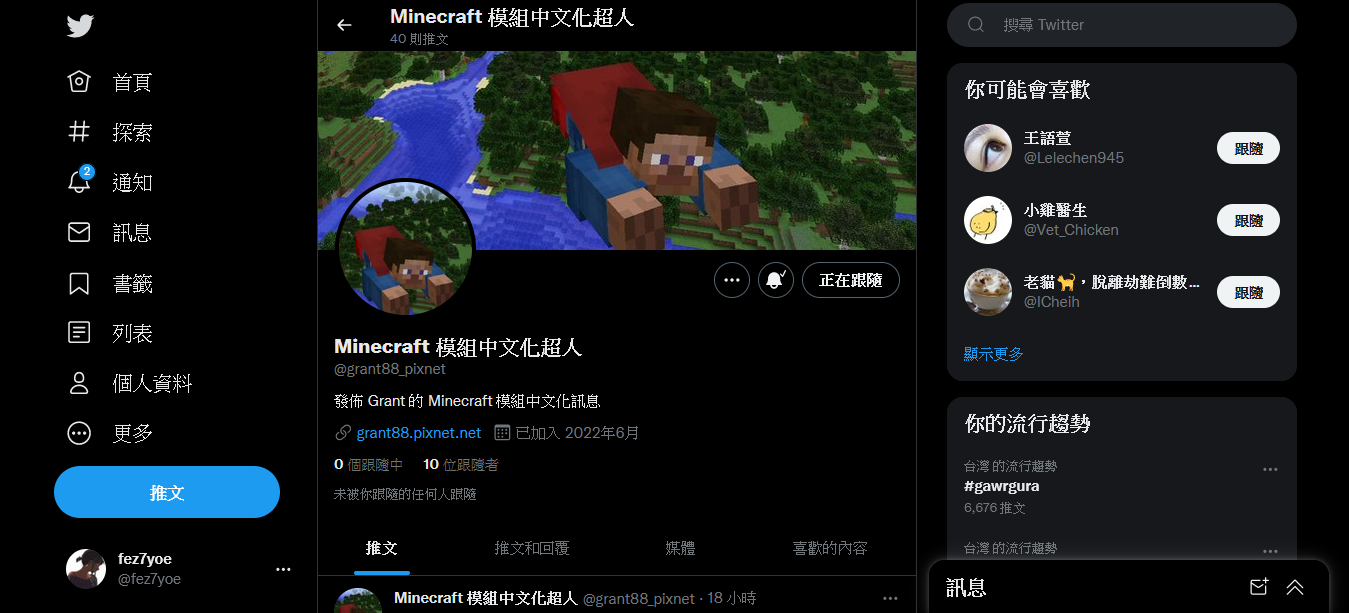 首頁
探索
2
通知
訊息
書籤
列表
個人資料
更多
推文
fez7yoe
@fez7yoe
Minecraft 模組中文化超人
40 則推文
正在跟隨
Minecraft 模組中文化超人
@grant88_pixnet
發佈 Grant 的 Minecraft 模組中文化訊息
grant88.pixnet.net 已加入 2022年6月
0 個跟隨中 10 位跟隨者
未被你跟隨的任何人跟隨
推文 推文和回覆 媒體 喜歡的內容
Minecraft 模組中文化超人 @grant88_pixnet · 18 小時
搜尋 Twitter
你可能會喜歡
王語萱
@Lelechen945
跟隨
小雞醫生
@Vet_Chicken
跟隨
老貓🐈，脫離劫難倒數...
@ICheih
跟隨
顯示更多
你的流行趨勢
台灣 的流行趨勢
#gawrgura
6,676 推文
台灣 的流行趨勢
訊息